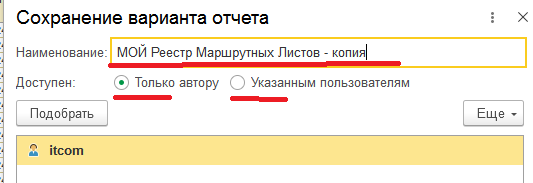 Сохранение варианта отчета
Наименование: МОЙ Реестр Маршрутных Листов - копия
Доступен: Только автору Указанным пользователям
Подобрать Еще
itcom